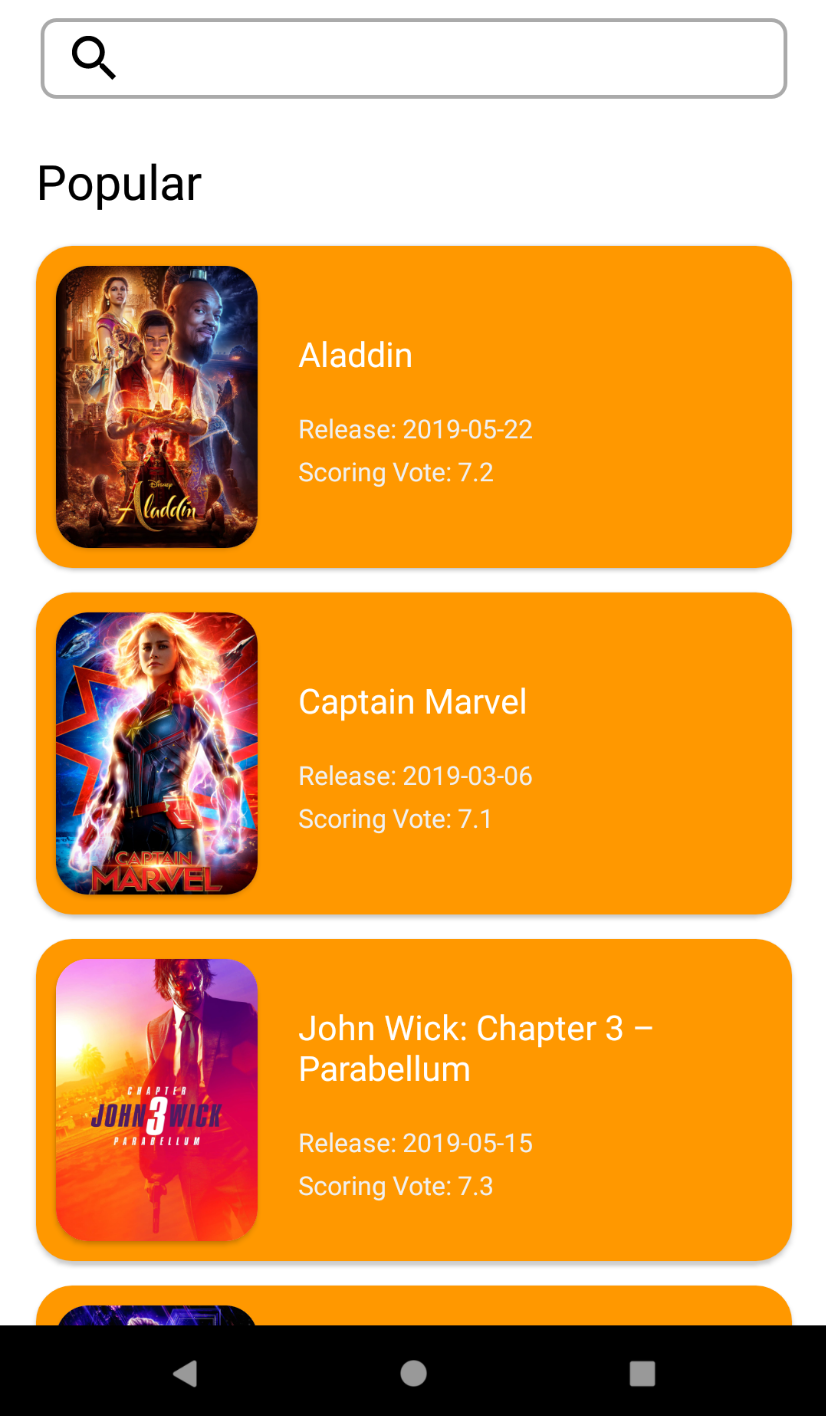 Popular
Disney
Aladdin
Aladdin
Release: 2019-05-22
Scoring Vote: 7.2
CAPTAIN
MARVEL
Captain Marvel
Release: 2019-03-06
Scoring Vote: 7.1
CHAPTER
JOHN 3 WICK
PARABELLUM
John Wick: Chapter 3 –
Parabellum
Release: 2019-05-15
Scoring Vote: 7.3